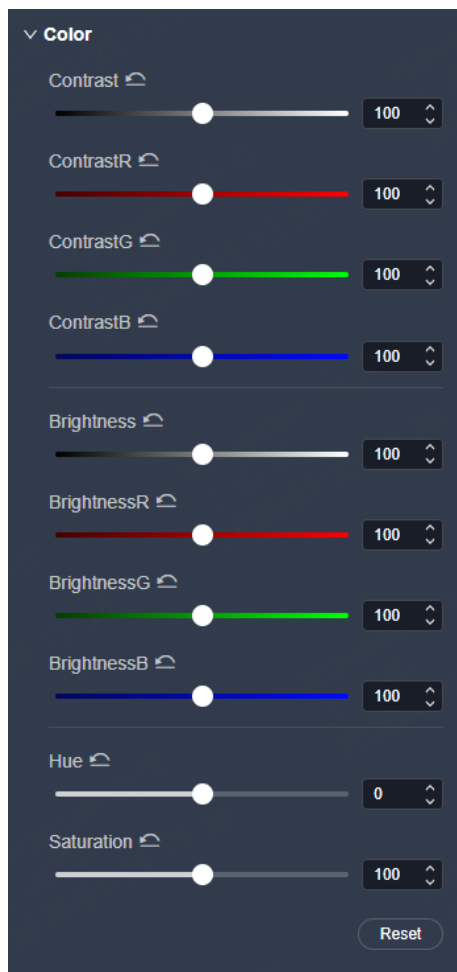 Color
Contrast
100
ContrastR
100
ContrastG
100
ContrastB
100
Brightness
100
BrightnessR
100
BrightnessG
100
BrightnessB
100
Hue
0
Saturation
100
Reset